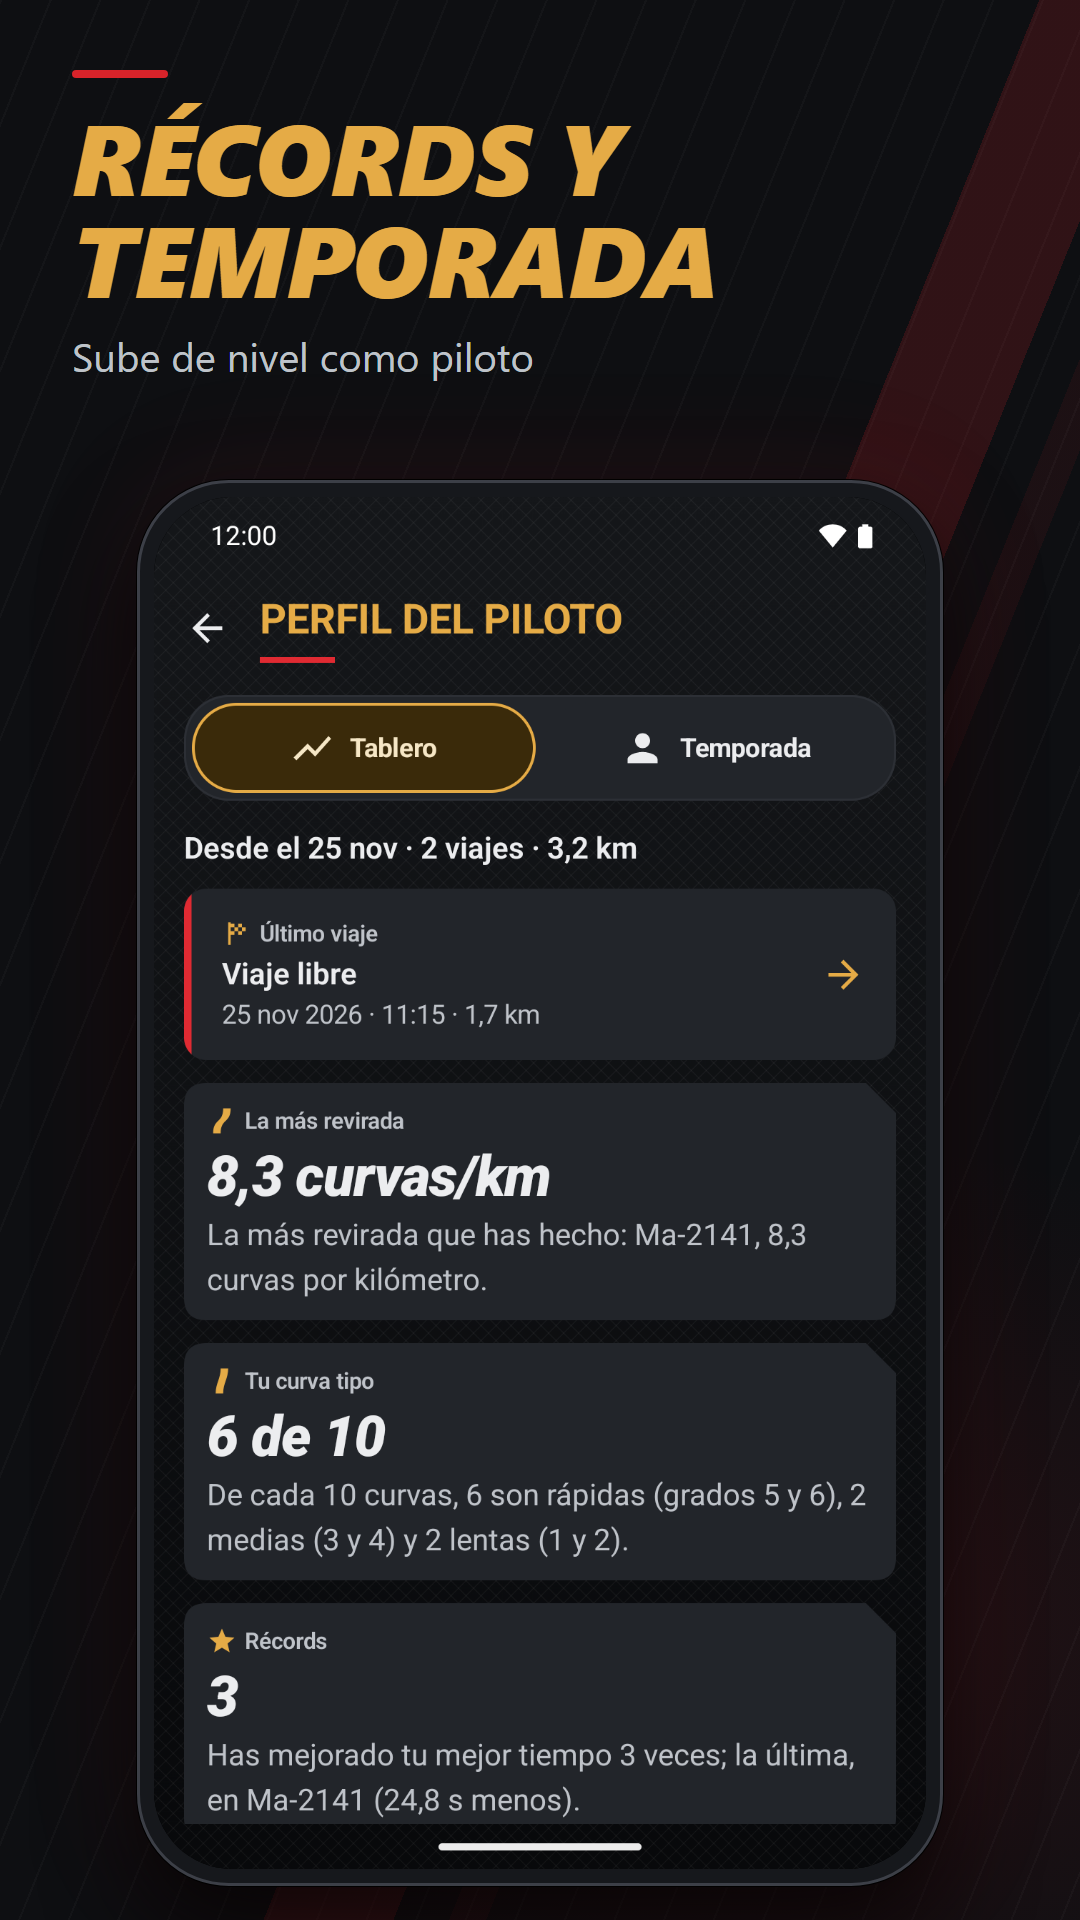 RÉCORDS Y
TEMPORADA
Sube de nivel como piloto
12:00
PERFIL DEL PILOTO
Tablero
Temporada
Desde el 25 nov · 2 viajes · 3,2 km
Último viaje
Viaje libre
25 nov 2026 · 11:15 · 1,7 km
La más revirada
8,3 curvas/km
La más revirada que has hecho: Ma-2141, 8,3
curvas por kilómetro.
Tu curva tipo
6 de 10
De cada 10 curvas, 6 son rápidas (grados 5 y 6), 2
medias (3 y 4) y 2 lentas (1 y 2).
Récords
3
Has mejorado tu mejor tiempo 3 veces; la última,
en Ma-2141 (24,8 s menos).